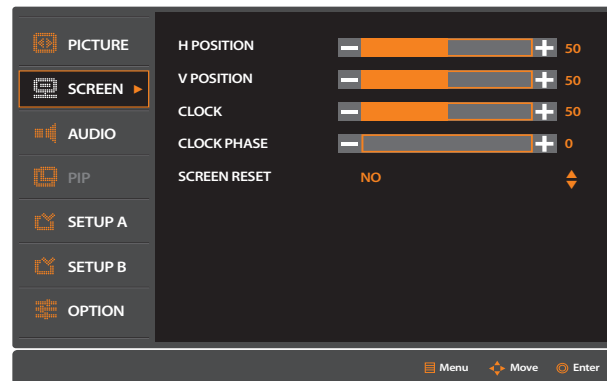 PICTURE
SCREEN
AUDIO
PIP
SETUP A
SETUP B
OPTION
H POSITION 50
V POSITION 50
CLOCK 50
CLOCK PHASE 0
SCREEN RESET NO
Menu Move Enter